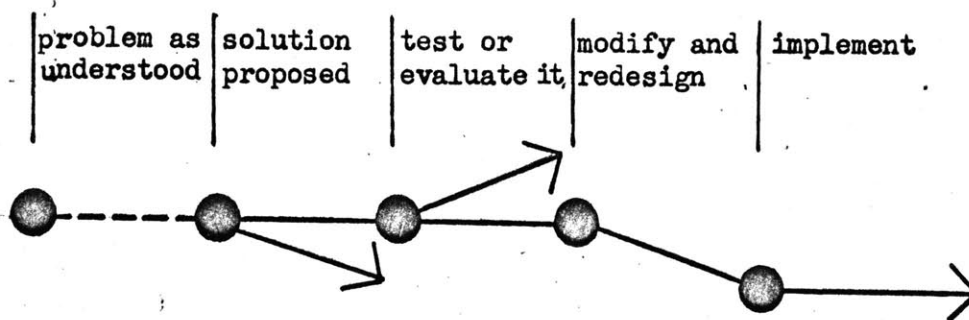 problem as
understood
solution
proposed
test or
evaluate it
modify and
redesign
implement